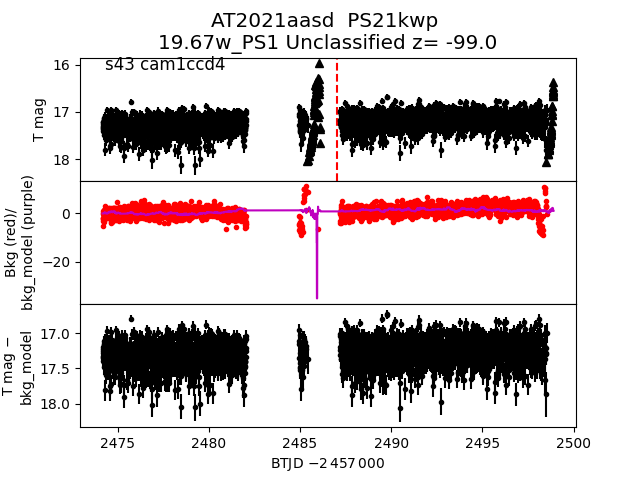 AT2021aasd  PS21kwp
19.67w_PS1 Unclassified z= -99.0
s43 cam1ccd4
T mag
16
17
18
Bkg (red)/
bkg_model (purple)
0
−20
T mag −
bkg_model
17.0
17.5
18.0
2475
2480
2485
2490
2495
2500
BTJD −2 457 000